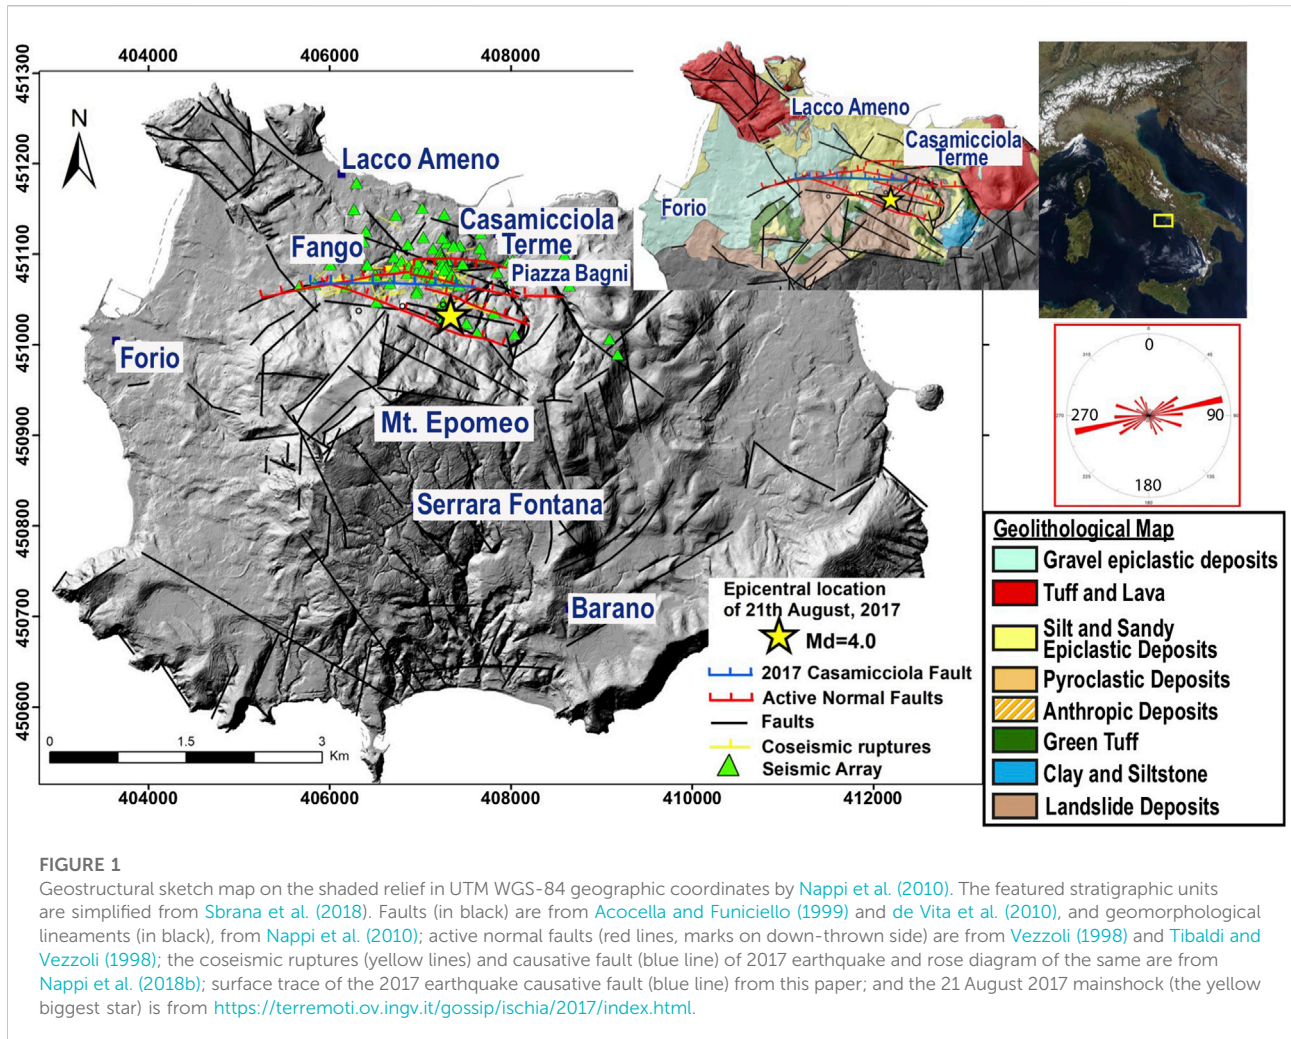 404000
406000
408000
451300
451200
451100
451000
450900
450800
450700
450600
N
Lacco Ameno
Casamicciola
Terme
Fango
Piazza Bagni
Forio
Mt. Epomeo
Serrara Fontana
Barano
0
1.5
3
Km
404000
406000
408000
410000
412000
Lacco Ameno
Casamicciola
Terme
Forio
Epicentral location
of 21th August, 2017
Md=4.0
2017 Casamicciola Fault
Active Normal Faults
Faults
Coseismic ruptures
Seismic Array
0
0
315
45
270
270
90
90
225
135
180
180
Geolithological Map
Gravel epiclastic deposits
Tuff and Lava
Silt and Sandy
Epiclastic Deposits
Pyroclastic Deposits
Anthropic Deposits
Green Tuff
Clay and Siltstone
Landslide Deposits
FIGURE 1
Geostructural sketch map on the shaded relief in UTM WGS-84 geographic coordinates by Nappi et al. (2010). The featured stratigraphic units
are simplified from Sbrana et al. (2018). Faults (in black) are from Acocella and Funiciello (1999) and de Vita et al. (2010), and geomorphological
lineaments (in black), from Nappi et al. (2010); active normal faults (red lines, marks on down-thrown side) are from Vezzoli (1998) and Tibaldi and
Vezzoli (1998); the coseismic ruptures (yellow lines) and causative fault (blue line) of 2017 earthquake and rose diagram of the same are from
Nappi et al. (2018b); surface trace of the 2017 earthquake causative fault (blue line) from this paper; and the 21 August 2017 mainshock (the yellow
biggest star) is from https://terremoti.ov.ingv.it/gossip/ischia/2017/index.html.